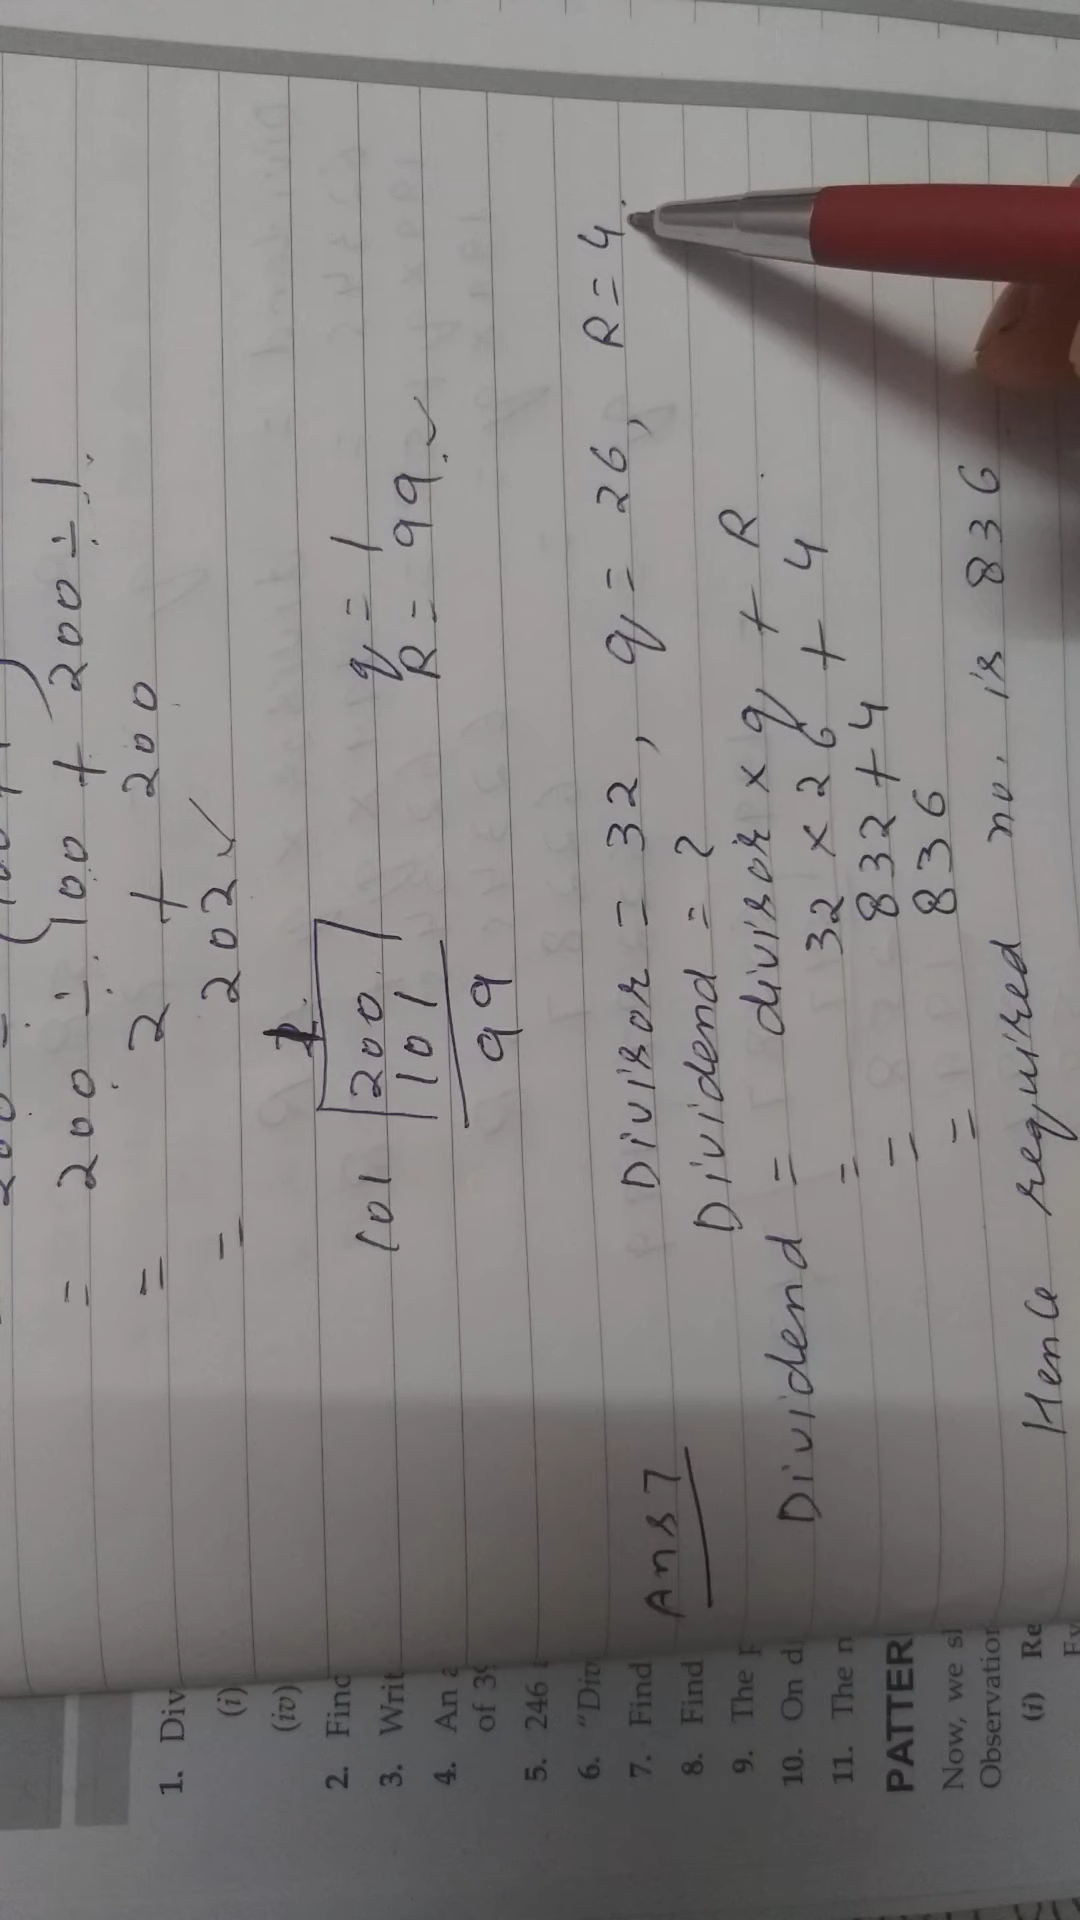 = 200 ÷ 100 + 200 ÷ 1
= 2 + 200
= 202 ✓
1
101 200 q = 1
101 R = 99 ✓
99
Ans 7 Divisor = 32, q = 26, R = 4
Dividend = ?
Dividend = divisor × q + R
= 32 × 26 + 4
= 832 + 4
= 836
Hence required no. is 836
1. Div
(i)
(iv)
2. Find
3. Writ
4. An a
of 39
5. 246
6. "Div
7. Find
8. Find
9. The
10. On d
11. The n
PATTER
Now, we sl
Observation
(i) Re